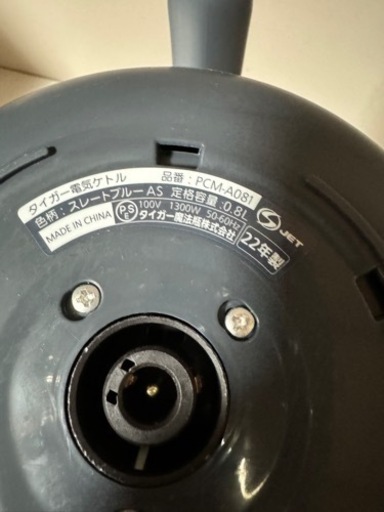 タイガー電気ケトル 品番:PCM-A081
色柄:スレートブルーAS 定格容量:0.8L
MADE IN CHINA PSE 100V 1300W 50-60Hz
タイガー魔法瓶株式会社
22年製
S JET